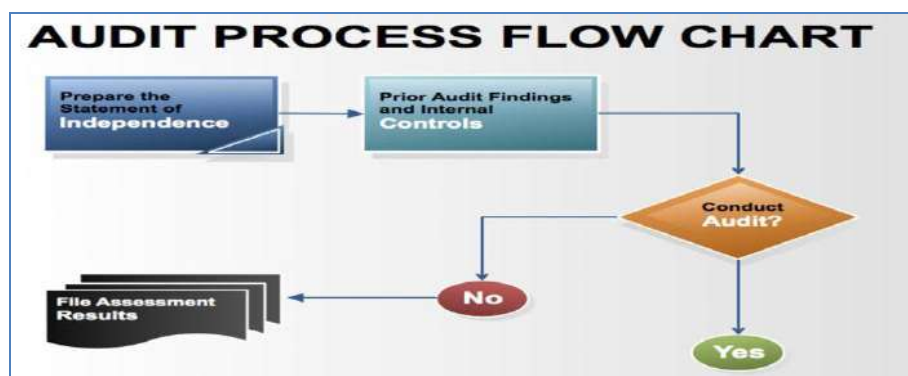 AUDIT PROCESS FLOW CHART
Prepare the
Statement of
Independence
Prior Audit Findings
and Internal
Controls
Conduct
Audit?
No
File Assessment
Results
Yes